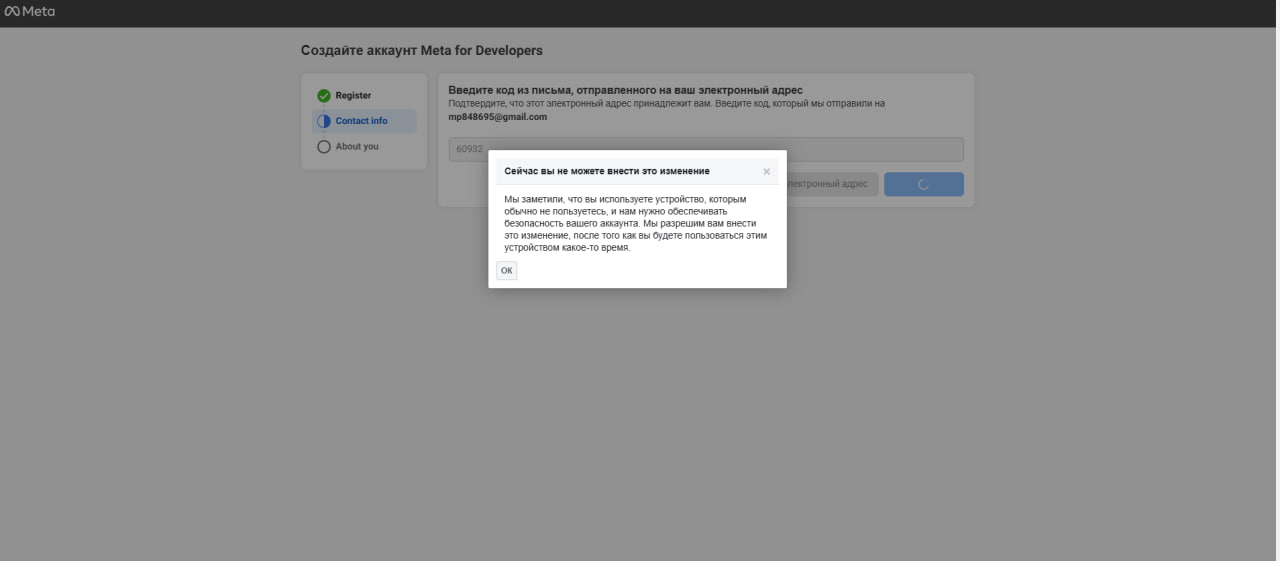 Meta
Создайте аккаунт Meta for Developers
Register
Contact info
About you
Введите код из письма, отправленного на ваш электронный адрес
Подтвердите, что этот электронный адрес принадлежит вам. Введите код, который мы отправили на
mp848695@gmail.com
60932
электронный адрес
Сейчас вы не можете внести это изменение
Мы заметили, что вы используете устройство, которым
обычно не пользуетесь, и нам нужно обеспечивать
безопасность вашего аккаунта. Мы разрешим вам внести
это изменение, после того как вы будете пользоваться этим
устройством какое-то время.
OK